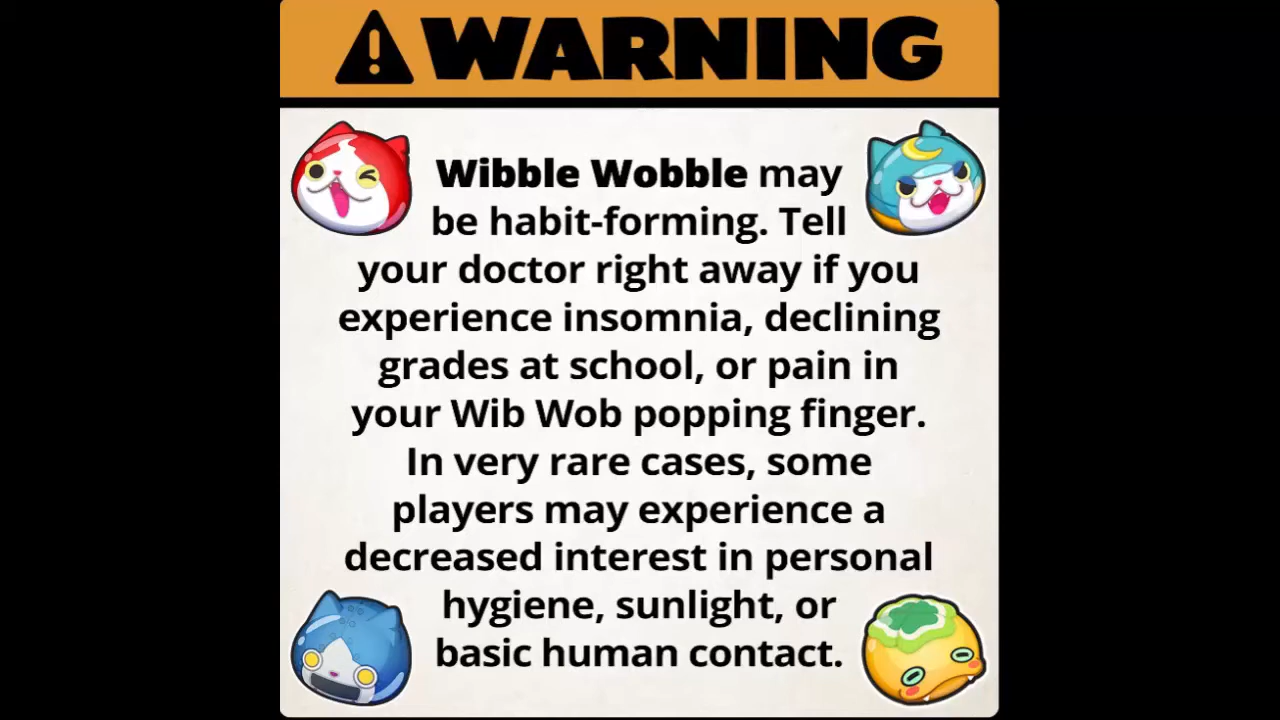 WARNING
Wibble Wobble may
be habit-forming. Tell
your doctor right away if you
experience insomnia, declining
grades at school, or pain in
your Wib Wob popping finger.
In very rare cases, some
players may experience a
decreased interest in personal
hygiene, sunlight, or
basic human contact.